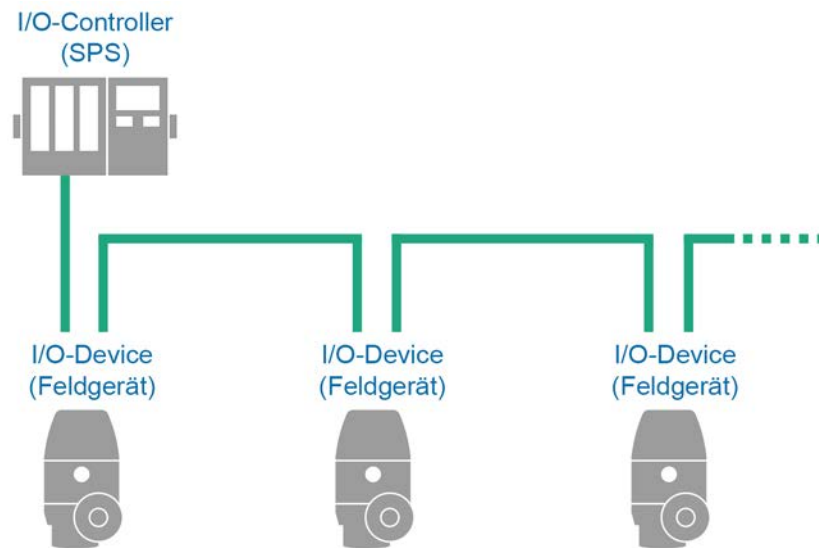 I/O-Controller
(SPS)
I/O-Device
(Feldgerät)
I/O-Device
(Feldgerät)
I/O-Device
(Feldgerät)